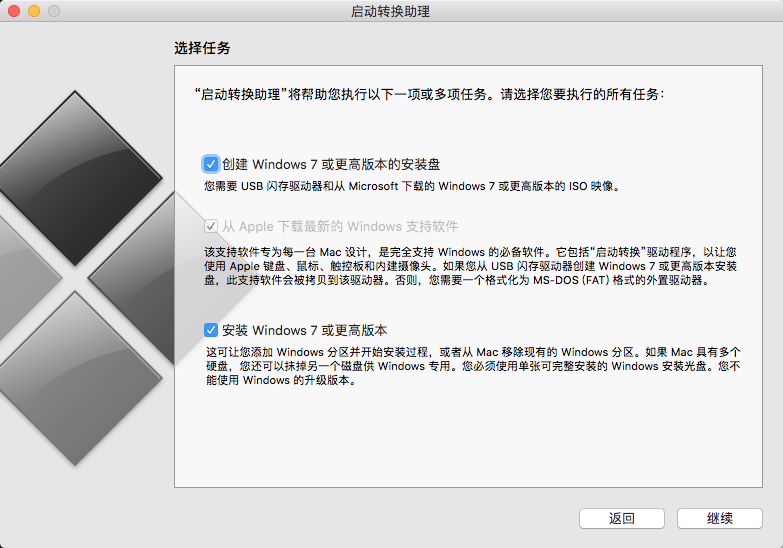 启动转换助理
选择任务
“启动转换助理”将帮助您执行以下一项或多项任务。请选择您要执行的所有任务：
创建 Windows 7 或更高版本的安装盘
您需要 USB 闪存驱动器和从 Microsoft 下载的 Windows 7 或更高版本的 ISO 映像。
从 Apple 下载最新的 Windows 支持软件
该支持软件专为每一台 Mac 设计，是完全支持 Windows 的必备软件。它包括“启动转换”驱动程序，以让您
使用 Apple 键盘、鼠标、触控板和内建摄像头。如果您从 USB 闪存驱动器创建 Windows 7 或更高版本安装
盘，此支持软件会被拷贝到该驱动器。否则，您需要一个格式化为 MS-DOS (FAT) 格式的外置驱动器。
安装 Windows 7 或更高版本
这可让您添加 Windows 分区并开始安装过程，或者从 Mac 移除现有的 Windows 分区。如果 Mac 具有多个
硬盘，您还可以抹掉另一个磁盘供 Windows 专用。您必须使用单张可完整安装的 Windows 安装光盘。您不
能使用 Windows 的升级版本。
返回
继续